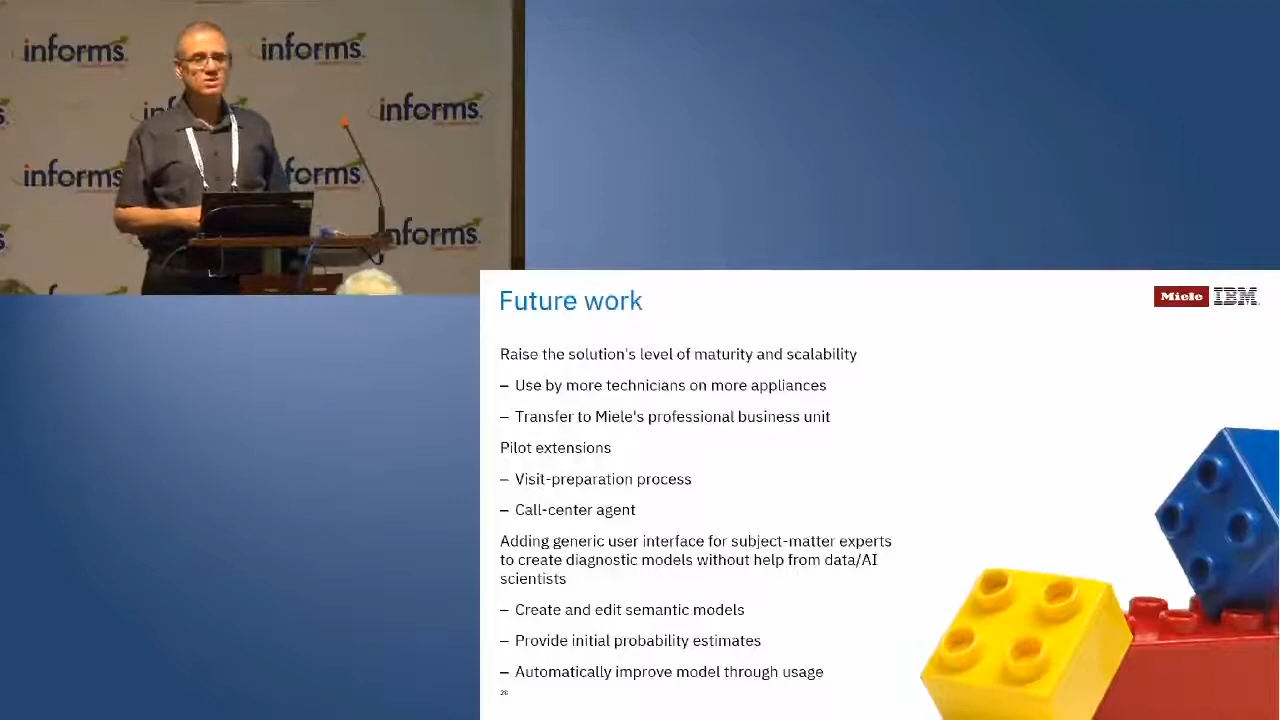 informs.
informs.
informs.
informs
forms.
nforms.
Future work
Miele IBM
Raise the solution's level of maturity and scalability
– Use by more technicians on more appliances
– Transfer to Miele's professional business unit
Pilot extensions
– Visit-preparation process
– Call-center agent
Adding generic user interface for subject-matter experts
to create diagnostic models without help from data/AI
scientists
– Create and edit semantic models
– Provide initial probability estimates
– Automatically improve model through usage